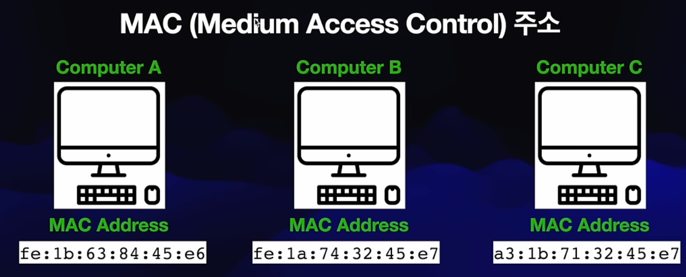 MAC (Medium Access Control) 주소
Computer A
Computer B
Computer C
MAC Address
MAC Address
MAC Address
fe:1b:63:84:45:e6
fe:1a:74:32:45:e7
a3:1b:71:32:45:e7